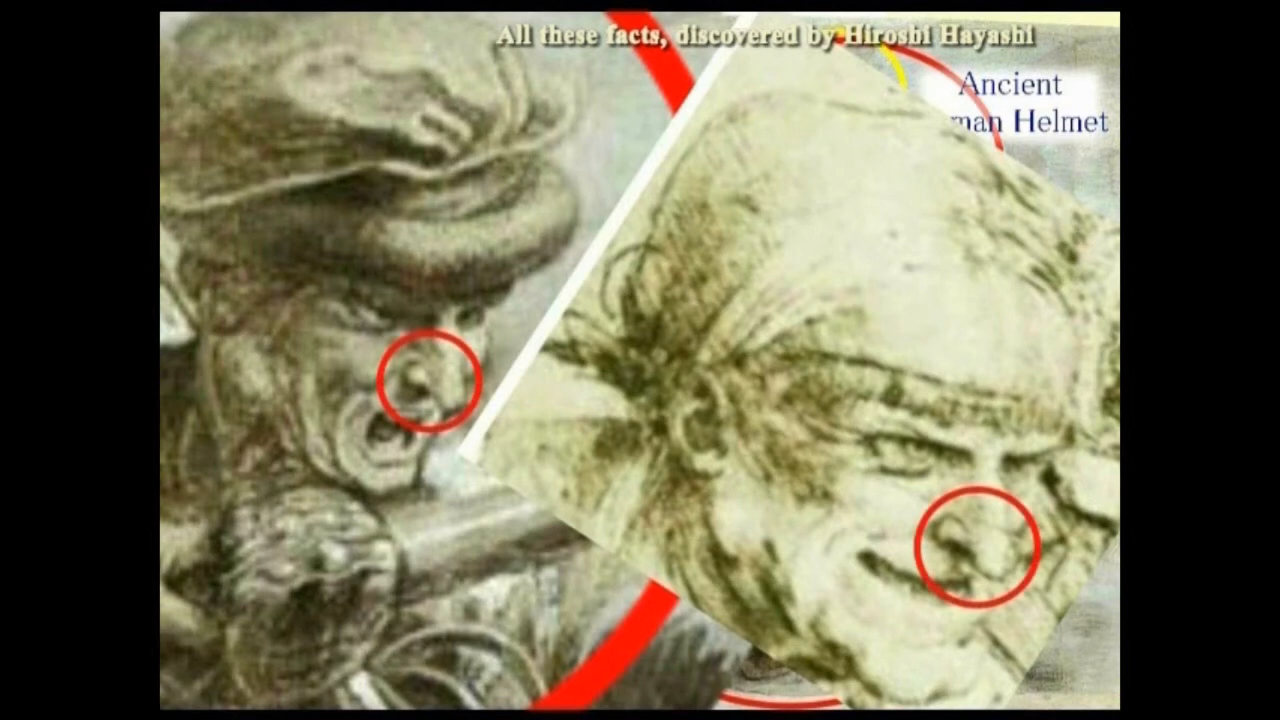 All these facts, discovered by Hiroshi Hayashi
Ancient
man Helmet